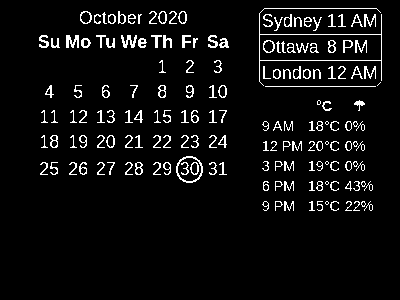 October 2020
Su Mo Tu We Th Fr Sa
1 2 3
4 5 6 7 8 9 10
11 12 13 14 15 16 17
18 19 20 21 22 23 24
25 26 27 28 29 30 31
Sydney 11 AM
Ottawa 8 PM
London 12 AM
°C ☂
9 AM 18°C 0%
12 PM 20°C 0%
3 PM 19°C 0%
6 PM 18°C 43%
9 PM 15°C 22%